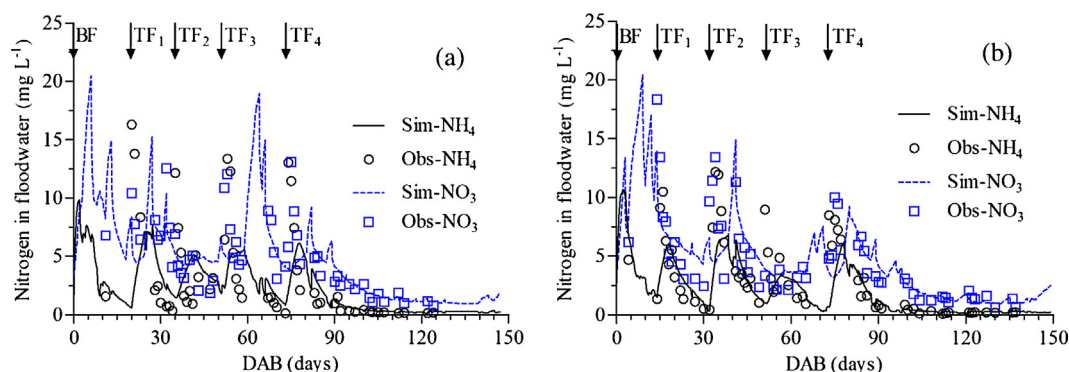 25
20
15
10
5
0
Nitrogen in floodwater (mg L-1)
BF TF1 TF2 TF3 TF4
(a)
Sim-NH4
Obs-NH4
Sim-NO3
Obs-NO3
0 30 60 90 120 150
DAB (days)
25
20
15
10
5
0
Nitrogen in floodwater (mg L-1)
BF TF1 TF2 TF3 TF4
(b)
Sim-NH4
Obs-NH4
Sim-NO3
Obs-NO3
0 30 60 90 120 150
DAB (days)